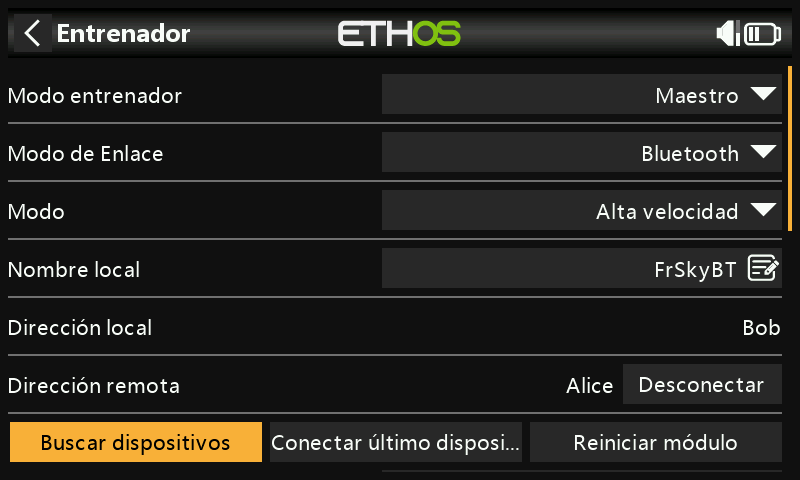 Entrenador
ETHOS
Modo entrenador
Maestro
Modo de Enlace
Bluetooth
Modo
Alta velocidad
Nombre local
FrSkyBT
Dirección local
Bob
Dirección remota
Alice
Desconectar
Buscar dispositivos
Conectar último disposi...
Reiniciar módulo